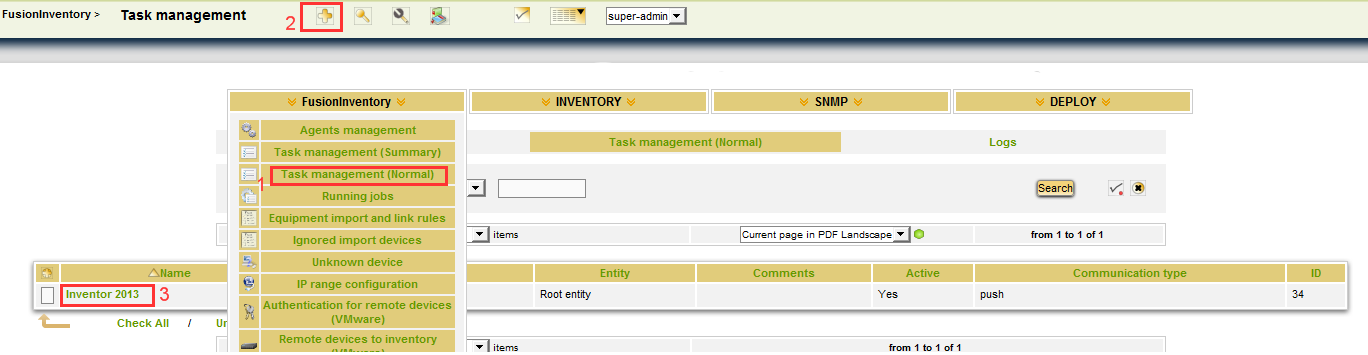 FusionInventory > Task management 2 super-admin
FusionInventory INVENTORY SNMP DEPLOY
Agents management
Task management (Summary) Task management (Normal) Logs
1 Task management (Normal)
Running jobs Search
Equipment import and link rules
Ignored import devices items Current page in PDF Landscape from 1 to 1 of 1
Unknown device
Name Entity Comments Active Communication type ID
IP range configuration
Inventor 2013 3 Root entity Yes push 34
Authentication for remote devices
(VMware)
Check All / Un
Remote devices to inventory
(VMware) items from 1 to 1 of 1